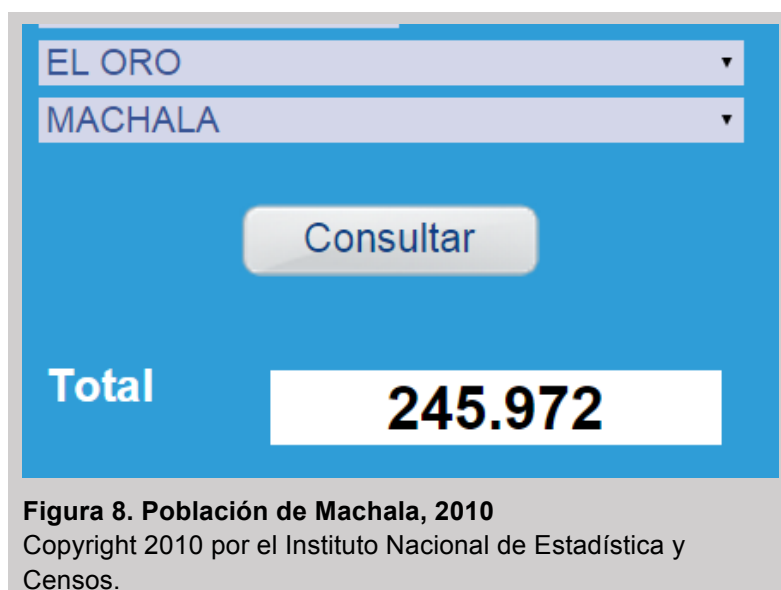 EL ORO
MACHALA
Consultar
Total
245.972
Figura 8. Población de Machala, 2010
Copyright 2010 por el Instituto Nacional de Estadística y
Censos.